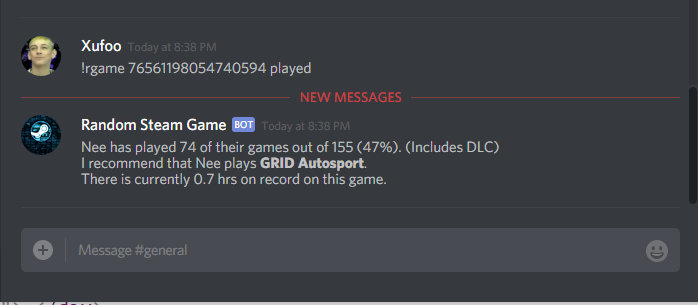 Xufoo Today at 8:38 PM
!rgame 76561198054740594 played
NEW MESSAGES
Random Steam Game BOT Today at 8:38 PM
Nee has played 74 of their games out of 155 (47%). (Includes DLC)
I recommend that Nee plays GRID Autosport.
There is currently 0.7 hrs on record on this game.
Message #general